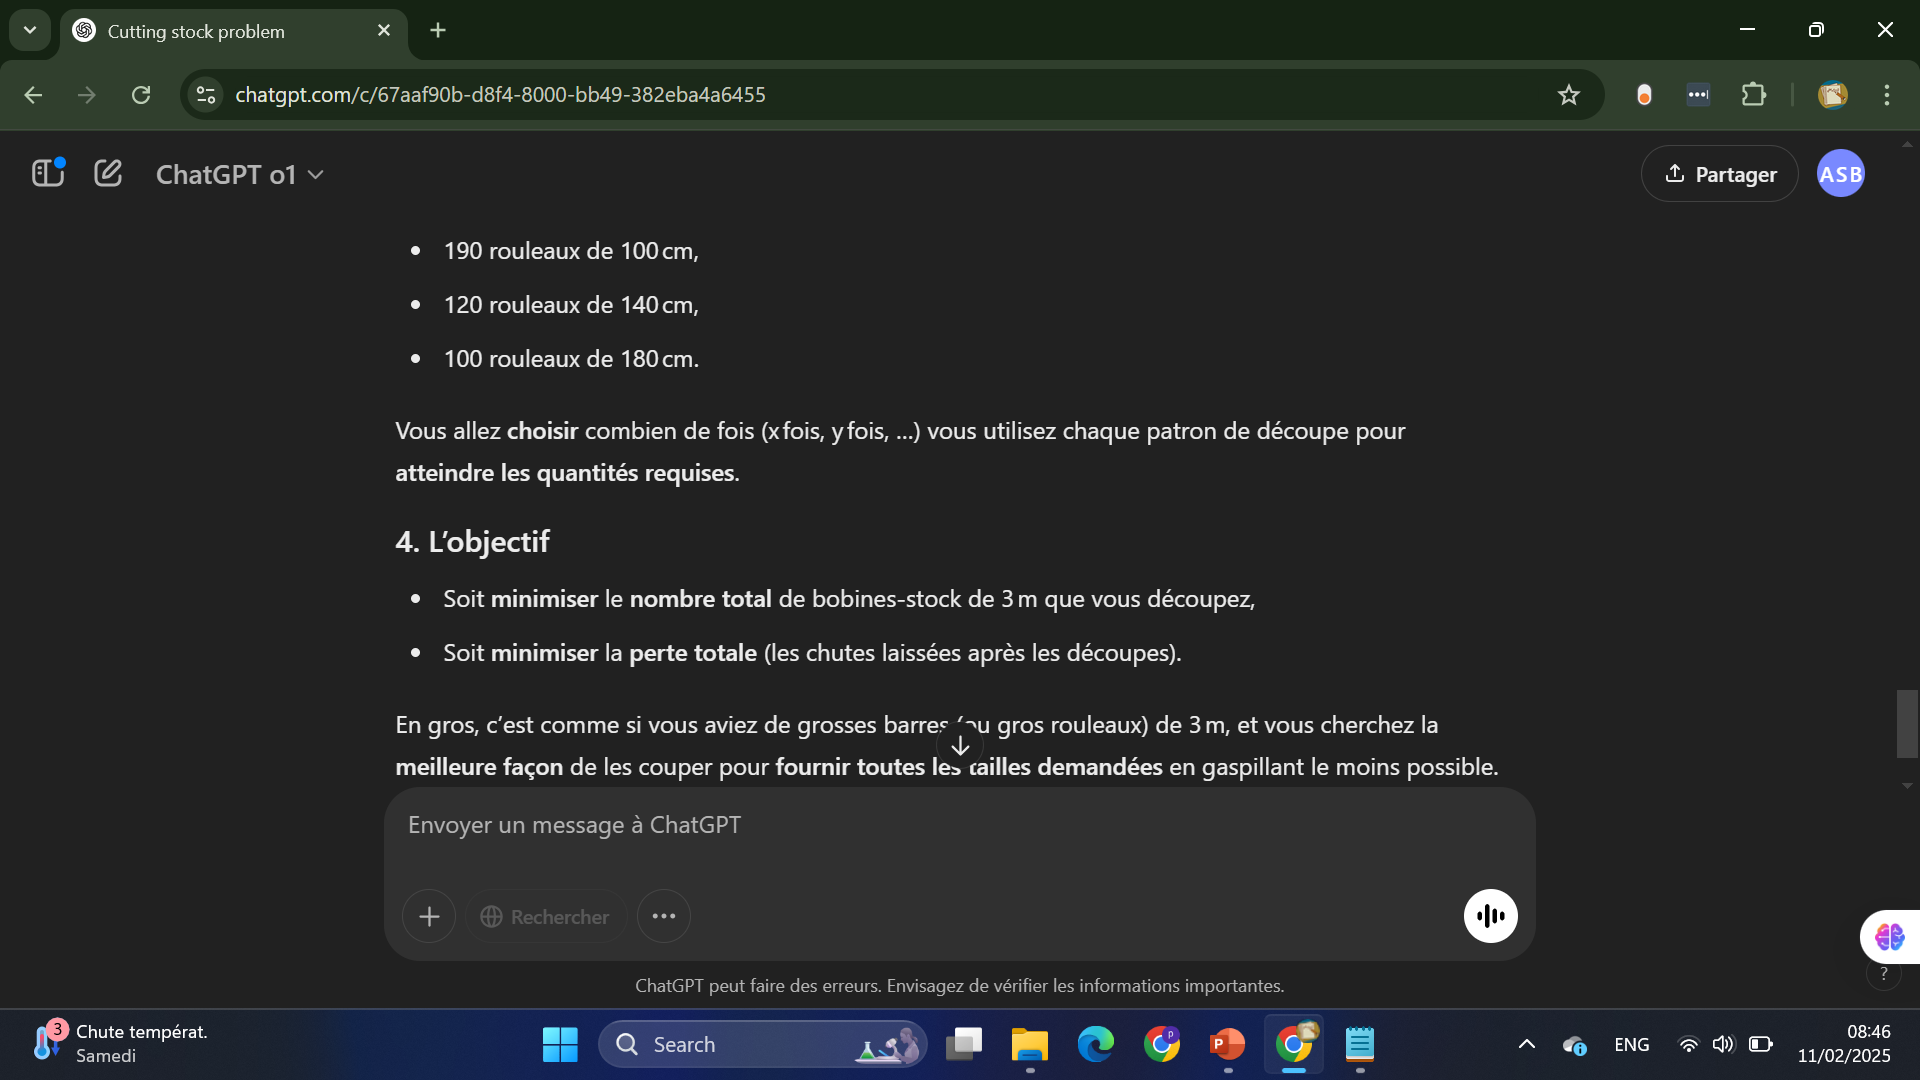 Cutting stock problem
chatgpt.com/c/67aaf90b-d8f4-8000-bb49-382eba4a6455
ChatGPT o1
Partager
ASB
190 rouleaux de 100 cm,
120 rouleaux de 140 cm,
100 rouleaux de 180 cm.
Vous allez choisir combien de fois (x fois, y fois, ...) vous utilisez chaque patron de découpe pour
atteindre les quantités requises.
4. L’objectif
Soit minimiser le nombre total de bobines-stock de 3 m que vous découpez,
Soit minimiser la perte totale (les chutes laissées après les découpes).
En gros, c’est comme si vous aviez de grosses barres (ou gros rouleaux) de 3 m, et vous cherchez la
meilleure façon de les couper pour fournir toutes les tailles demandées en gaspillant le moins possible.
Envoyer un message à ChatGPT
Rechercher
ChatGPT peut faire des erreurs. Envisagez de vérifier les informations importantes.
?
3
Chute températ.
Samedi
Search
P
P
ENG
08:46
11/02/2025